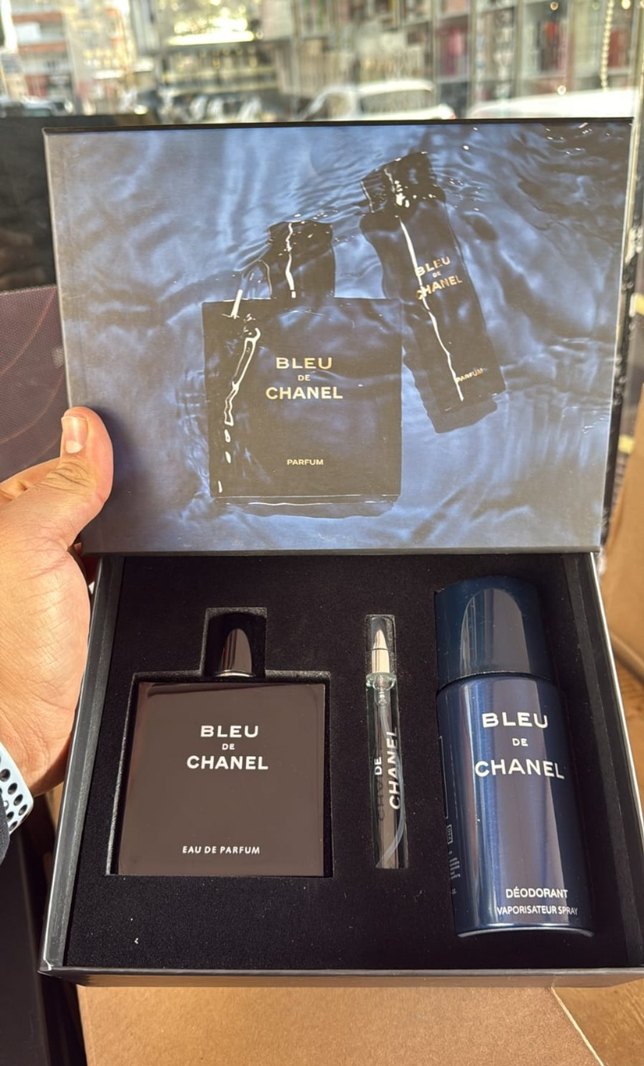 BLEU
DE
CHANEL
PARFUM
BLEU
DE
CHANEL
PARFUM
BLEU
DE
CHANEL
EAU DE PARFUM
DE
CHANEL
BLEU
DE
CHANEL
DÉODORANT
VAPORISATEUR SPRAY